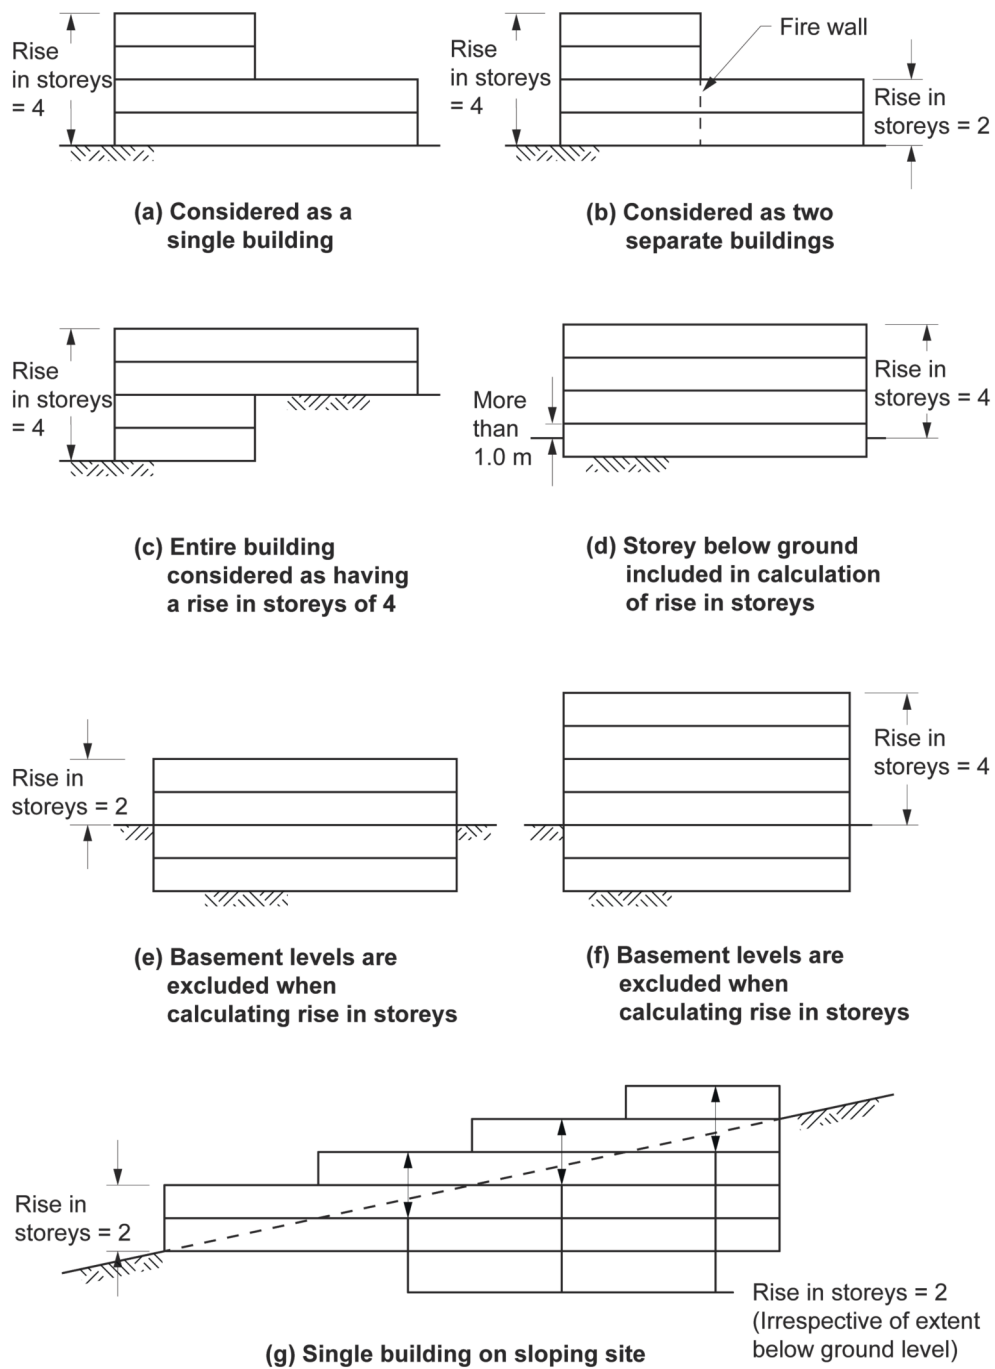 Rise
in storeys
= 4
(a) Considered as a
single building
Rise
in storeys
= 4
Fire wall
Rise in
storeys = 2
(b) Considered as two
separate buildings
Rise
in storeys
= 4
(c) Entire building
considered as having
a rise in storeys of 4
More
than
1.0 m
Rise in
storeys = 4
(d) Storey below ground
included in calculation
of rise in storeys
Rise in
storeys = 2
(e) Basement levels are
excluded when
calculating rise in storeys
Rise in
storeys = 4
(f) Basement levels are
excluded when
calculating rise in storeys
Rise in
storeys = 2
Rise in storeys = 2
(Irrespective of extent
below ground level)
(g) Single building on sloping site